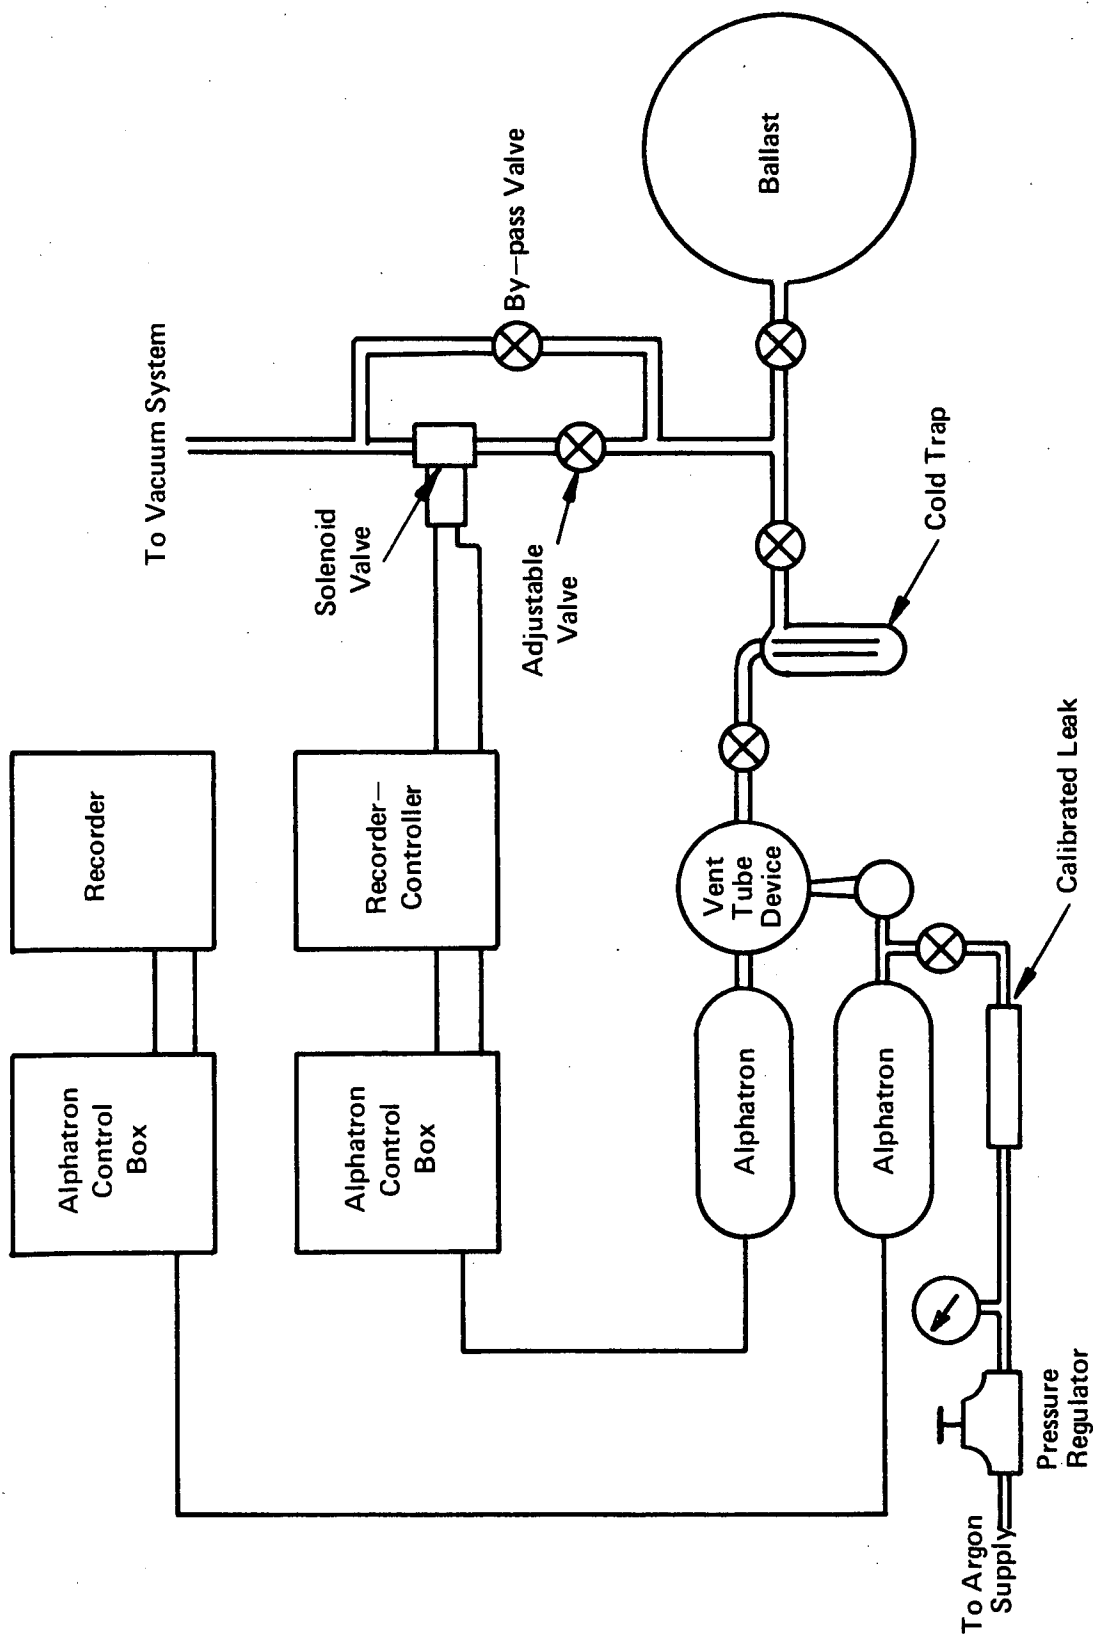 Alphatron
Control
Box
Recorder
Alphatron
Control
Box
Recorder–
Controller
To Vacuum System
Solenoid
Valve
By–pass Valve
Adjustable
Valve
Alphatron
Vent
Tube
Device
Ballast
Alphatron
Cold Trap
To Argon
Supply
Pressure
Regulator
Calibrated Leak